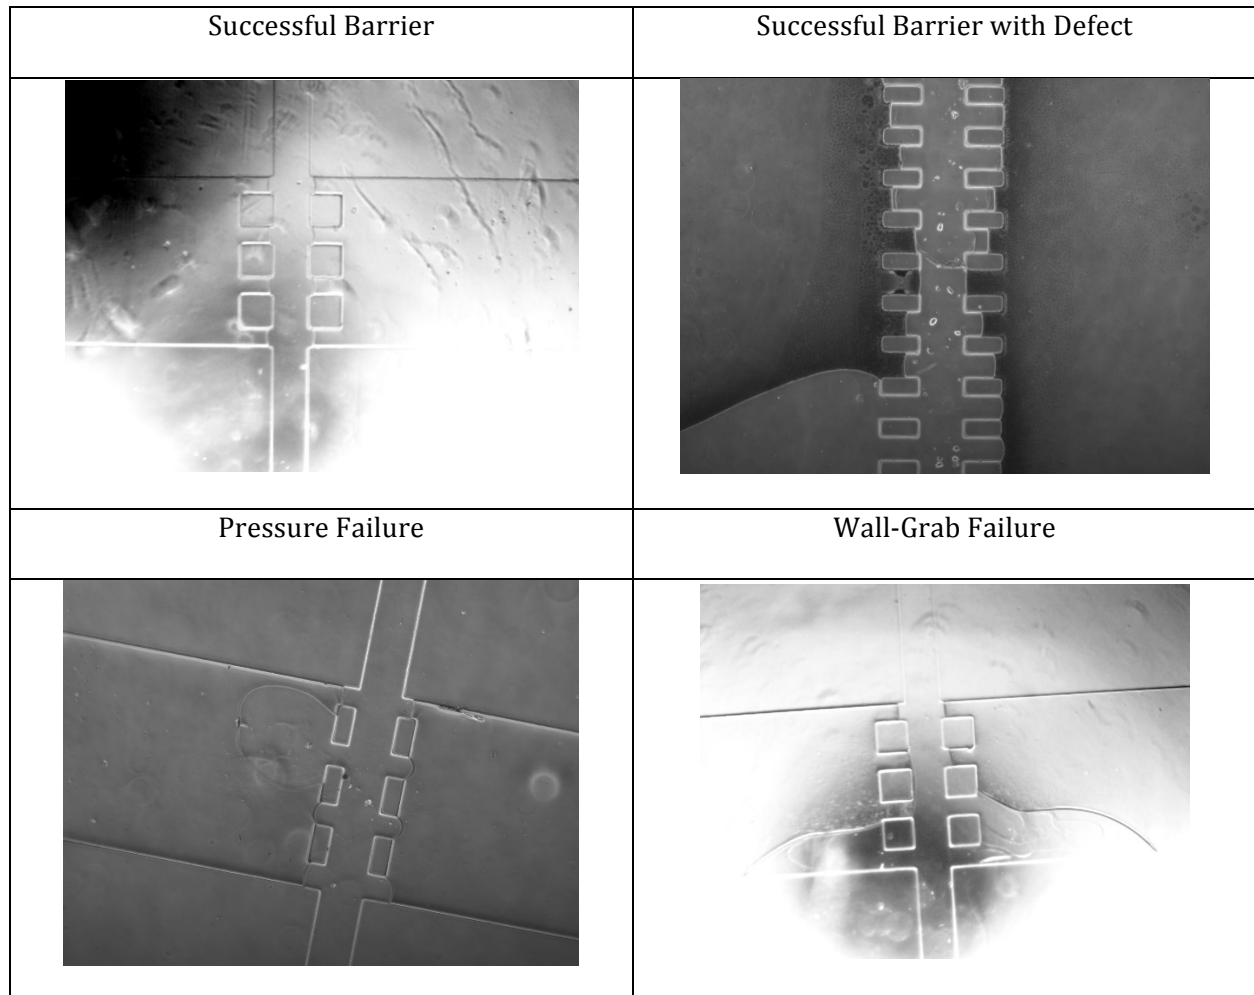 Successful Barrier
Successful Barrier with Defect
Pressure Failure
Wall-Grab Failure